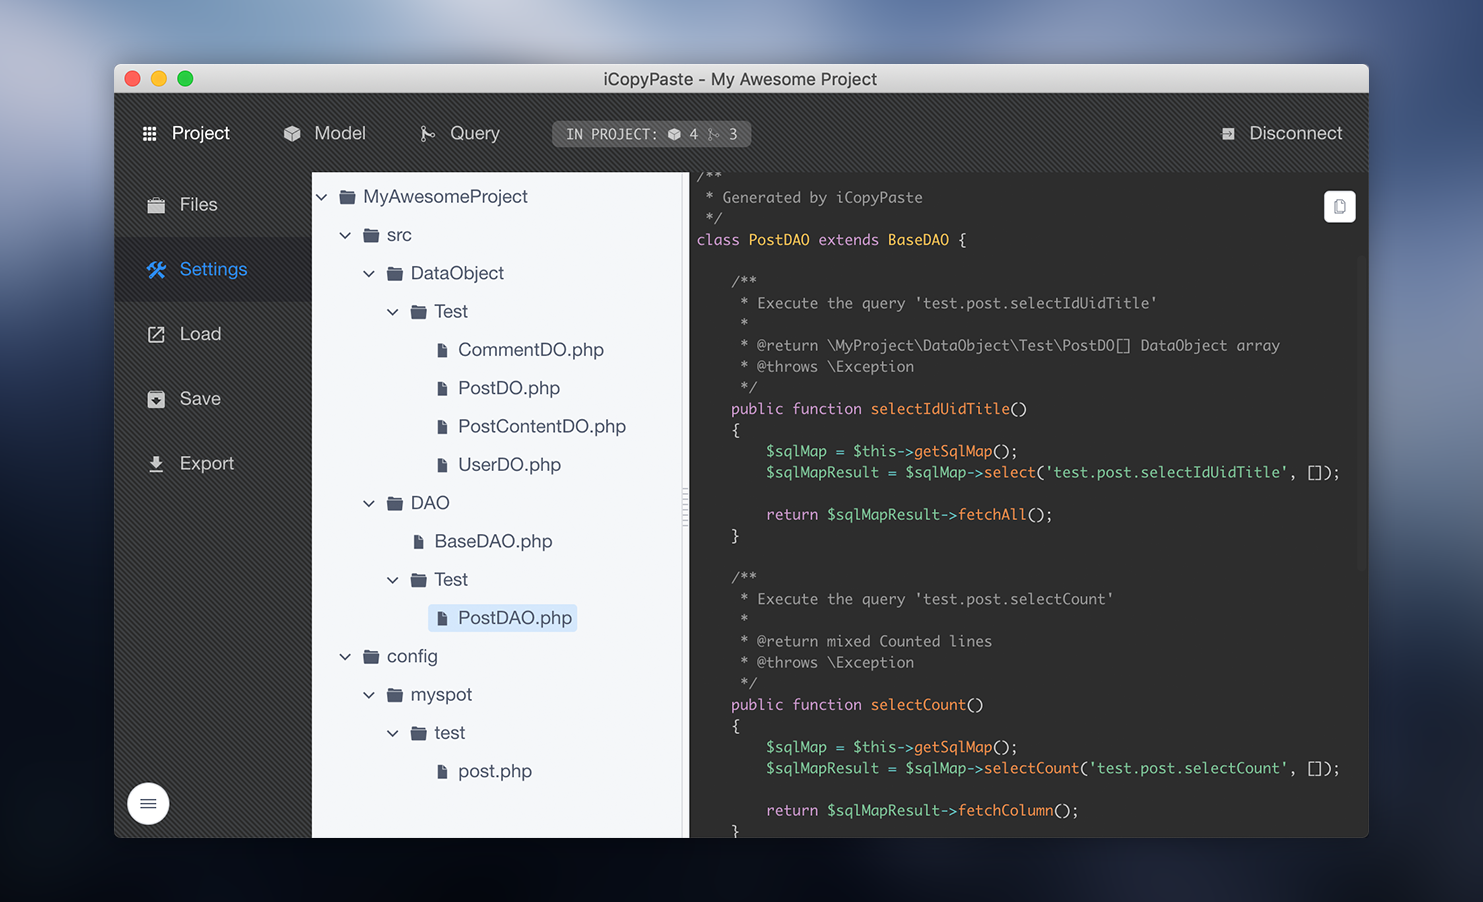 iCopyPaste - My Awesome Project
Project
Model
Query
IN PROJECT: 4 3
Disconnect
Files
Settings
Load
Save
Export
MyAwesomeProject
src
DataObject
Test
CommentDO.php
PostDO.php
PostContentDO.php
UserDO.php
DAO
BaseDAO.php
Test
PostDAO.php
config
myspot
test
post.php
/**
* Generated by iCopyPaste
*/
class PostDAO extends BaseDAO {
/**
* Execute the query 'test.post.selectIdUidTitle'
*
* @return \MyProject\DataObject\Test\PostDO[] DataObject array
* @throws \Exception
*/
public function selectIdUidTitle()
{
$sqlMap = $this->getSqlMap();
$sqlMapResult = $sqlMap->select('test.post.selectIdUidTitle', []);
return $sqlMapResult->fetchAll();
}
/**
* Execute the query 'test.post.selectCount'
*
* @return mixed Counted lines
* @throws \Exception
*/
public function selectCount()
{
$sqlMap = $this->getSqlMap();
$sqlMapResult = $sqlMap->selectCount('test.post.selectCount', []);
return $sqlMapResult->fetchColumn();
}